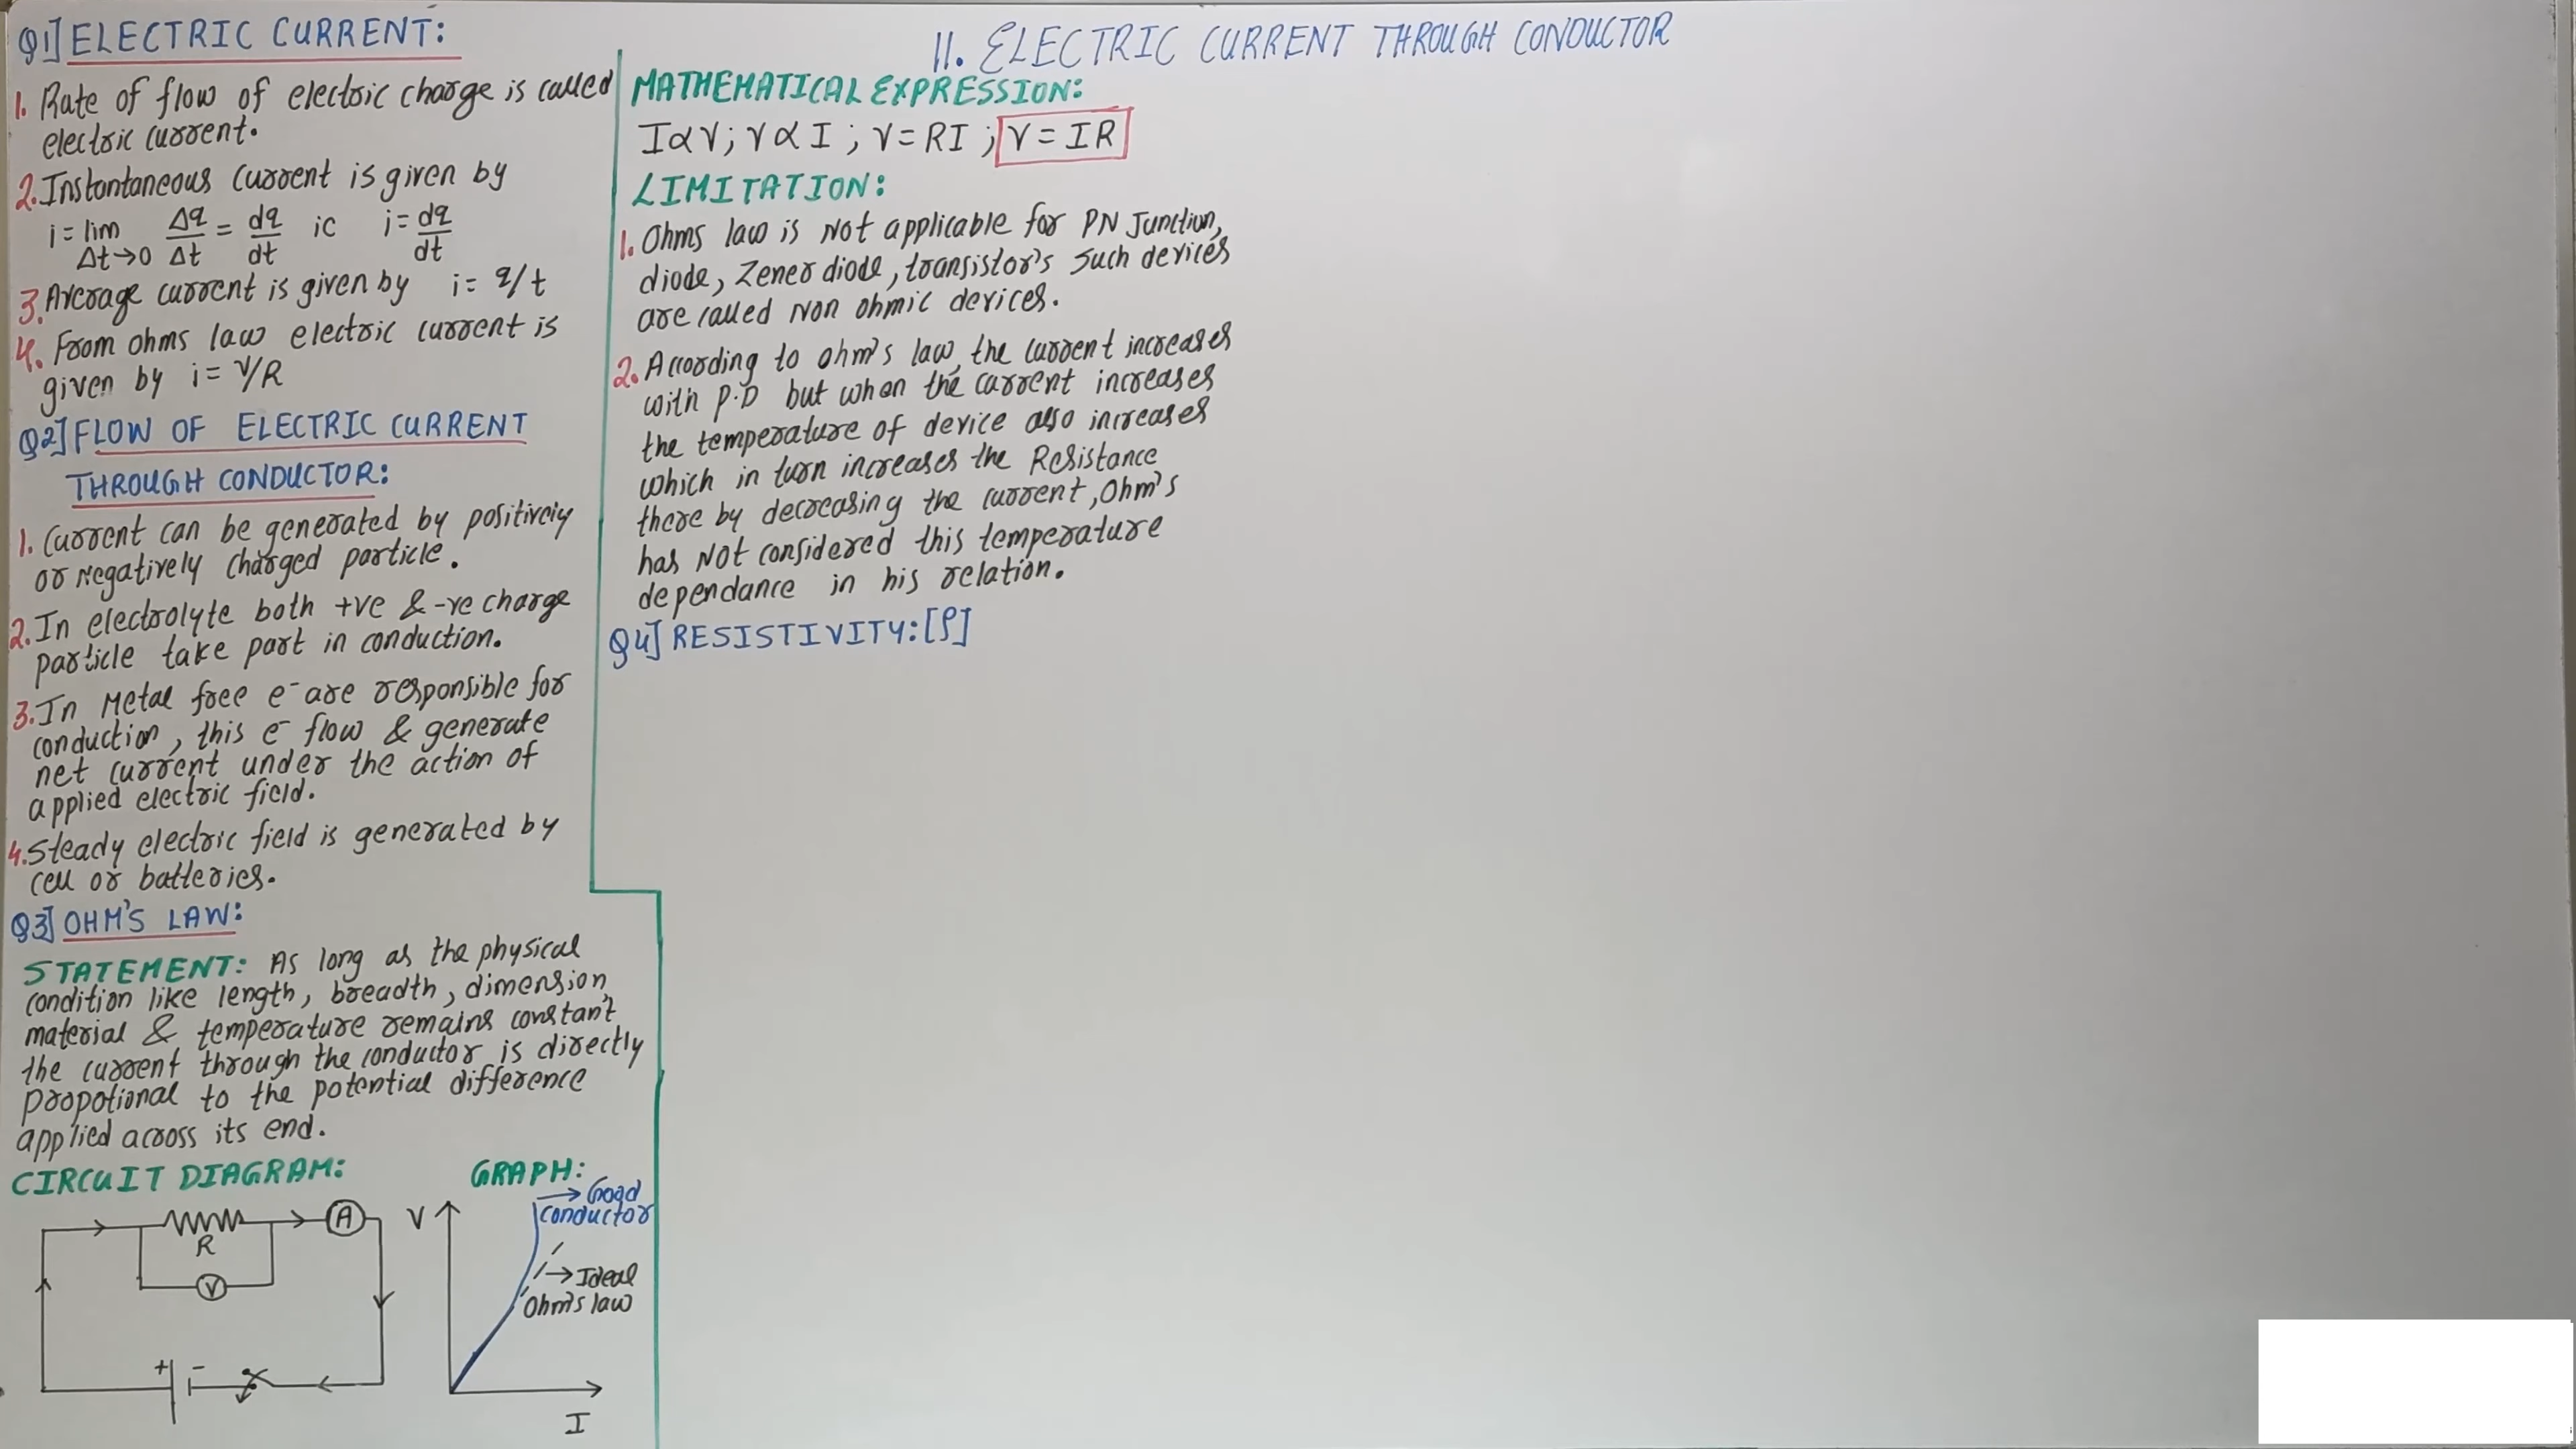 11. ELECTRIC CURRENT THROUGH CONDUCTOR
Q1] ELECTRIC CURRENT:
1. Rate of flow of electric charge is called
electric current.
2. Instantaneous current is given by
i = lim Δt→0 Δq/Δt = dq/dt ie i = dq/dt
3. Average current is given by i = q/t
4. From ohms law electric current is
given by i = V/R
Q2] FLOW OF ELECTRIC CURRENT
THROUGH CONDUCTOR:
1. Current can be generated by positively
or Negatively charged particle.
2. In electrolyte both +ve & -ve charge
particle take part in conduction.
3. In Metal free e⁻ are responsible for
conduction, this e⁻ flow & generate
net current under the action of
applied electric field.
4. Steady electric field is generated by
cell or batteries.
Q3] OHM'S LAW:
STATEMENT: As long as the physical
condition like length, breadth, dimension,
material & temperature remains constant
the current through the conductor is directly
propotional to the potential difference
applied across its end.
CIRCUIT DIAGRAM:
R
A
V
+ -
GRAPH:
V
→ Good
conductor
→ Ideal
Ohm's law
I
MATHEMATICAL EXPRESSION:
I ∝ V; V ∝ I ; V = RI ; V = IR
LIMITATION:
1. Ohms law is Not applicable for PN Junction,
diode, Zener diode, transistor's such devices
are called Non ohmic devices.
2. According to ohm's law, the current increases
with P.D but when the current increases
the temperature of device also increases
which in turn increases the Resistance
there by decreasing the current, Ohm's
has Not considered this temperature
dependance in his relation.
Q4] RESISTIVITY: [ρ]